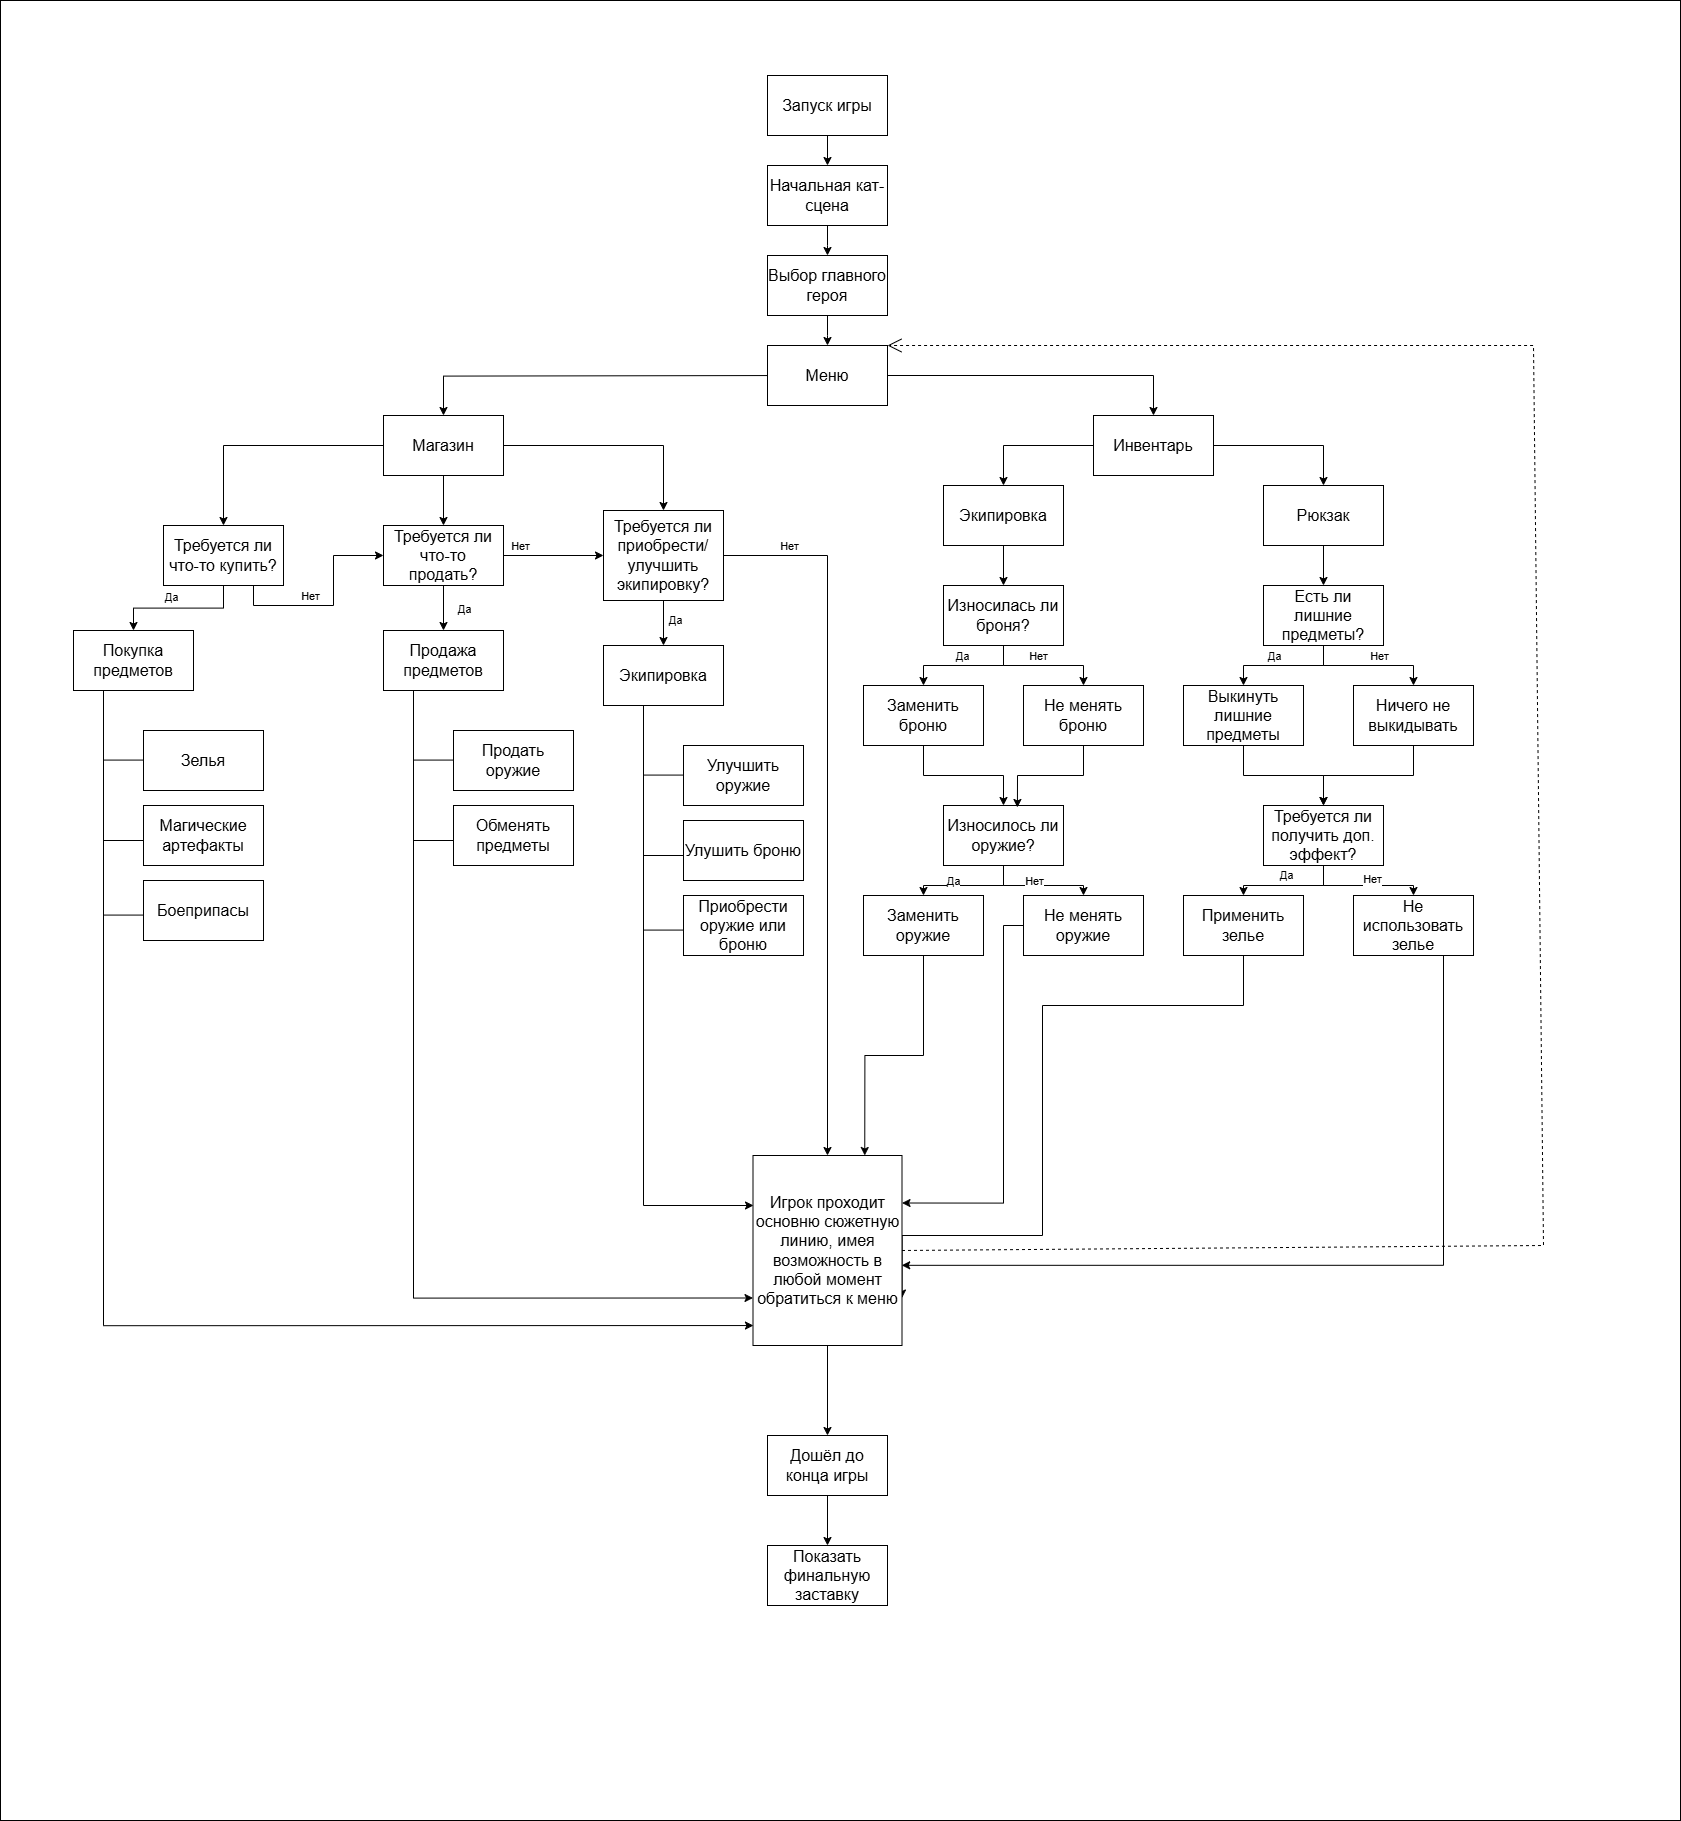 Запуск игры
Начальная кат-
сцена
Выбор главного
героя
Меню
Магазин
Инвентарь
Экипировка
Рюкзак
Требуется ли
что-то купить?
Требуется ли
что-то
продать?
Нет
Требуется ли
приобрести/
улучшить
экипировку?
Нет
Да
Нет
Да
Да
Износилась ли
броня?
Есть ли
лишние
предметы?
Да
Нет
Да
Нет
Покупка
предметов
Продажа
предметов
Экипировка
Заменить
броню
Не менять
броню
Выкинуть
лишние
предметы
Ничего не
выкидывать
Зелья
Магические
артефакты
Боеприпасы
Продать
оружие
Обменять
предметы
Улучшить
оружие
Улушить броню
Приобрести
оружие или
броню
Износилось ли
оружие?
Требуется ли
получить доп.
эффект?
Да
Нет
Да
Нет
Заменить
оружие
Не менять
оружие
Применить
зелье
Не
использовать
зелье
Игрок проходит
основню сюжетную
линию, имея
возможность в
любой момент
обратиться к меню
Дошёл до
конца игры
Показать
финальную
заставку